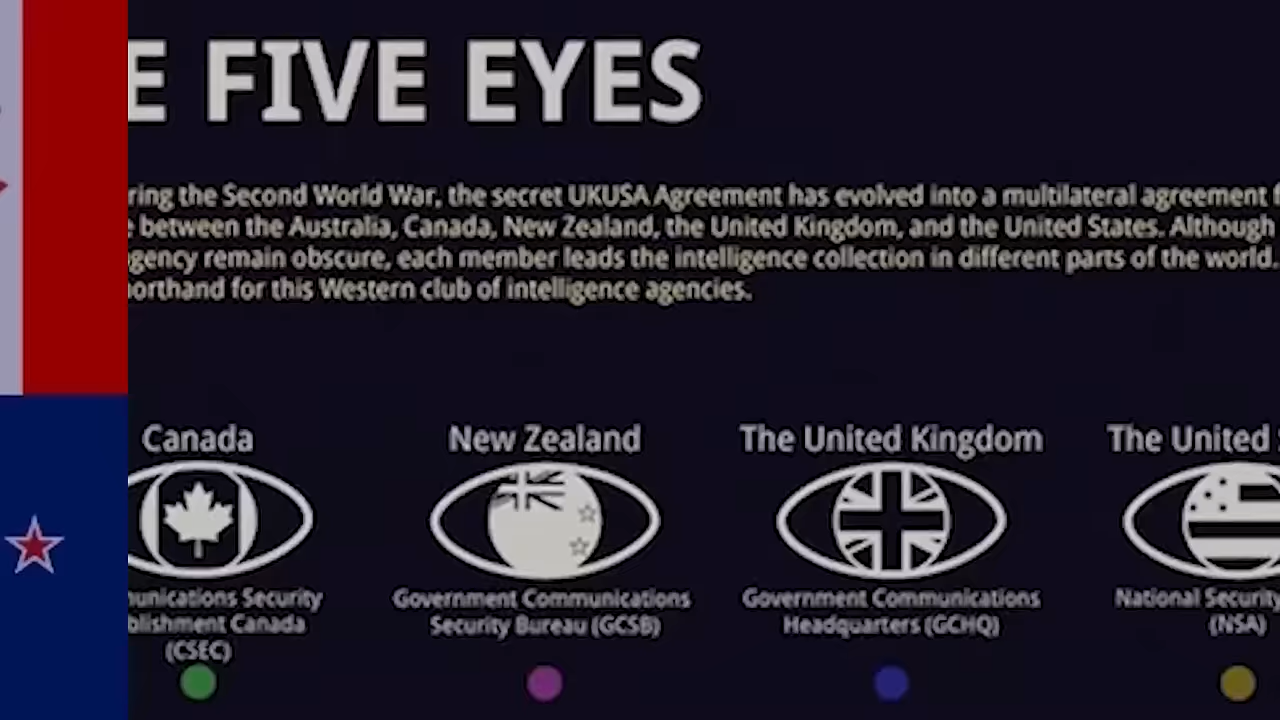 E FIVE EYES
ring the Second World War, the secret UKUSA Agreement has evolved into a multilateral agreement
between the Australia, Canada, New Zealand, the United Kingdom, and the United States. Although
gency remain obscure, each member leads the intelligence collection in different parts of the world.
orthand for this Western club of intelligence agencies.
Canada
New Zealand
The United Kingdom
The United
unications Security
blishment Canada
(CSEC)
Government Communications
Security Bureau (GCSB)
Government Communications
Headquarters (GCHQ)
National Security
(NSA)